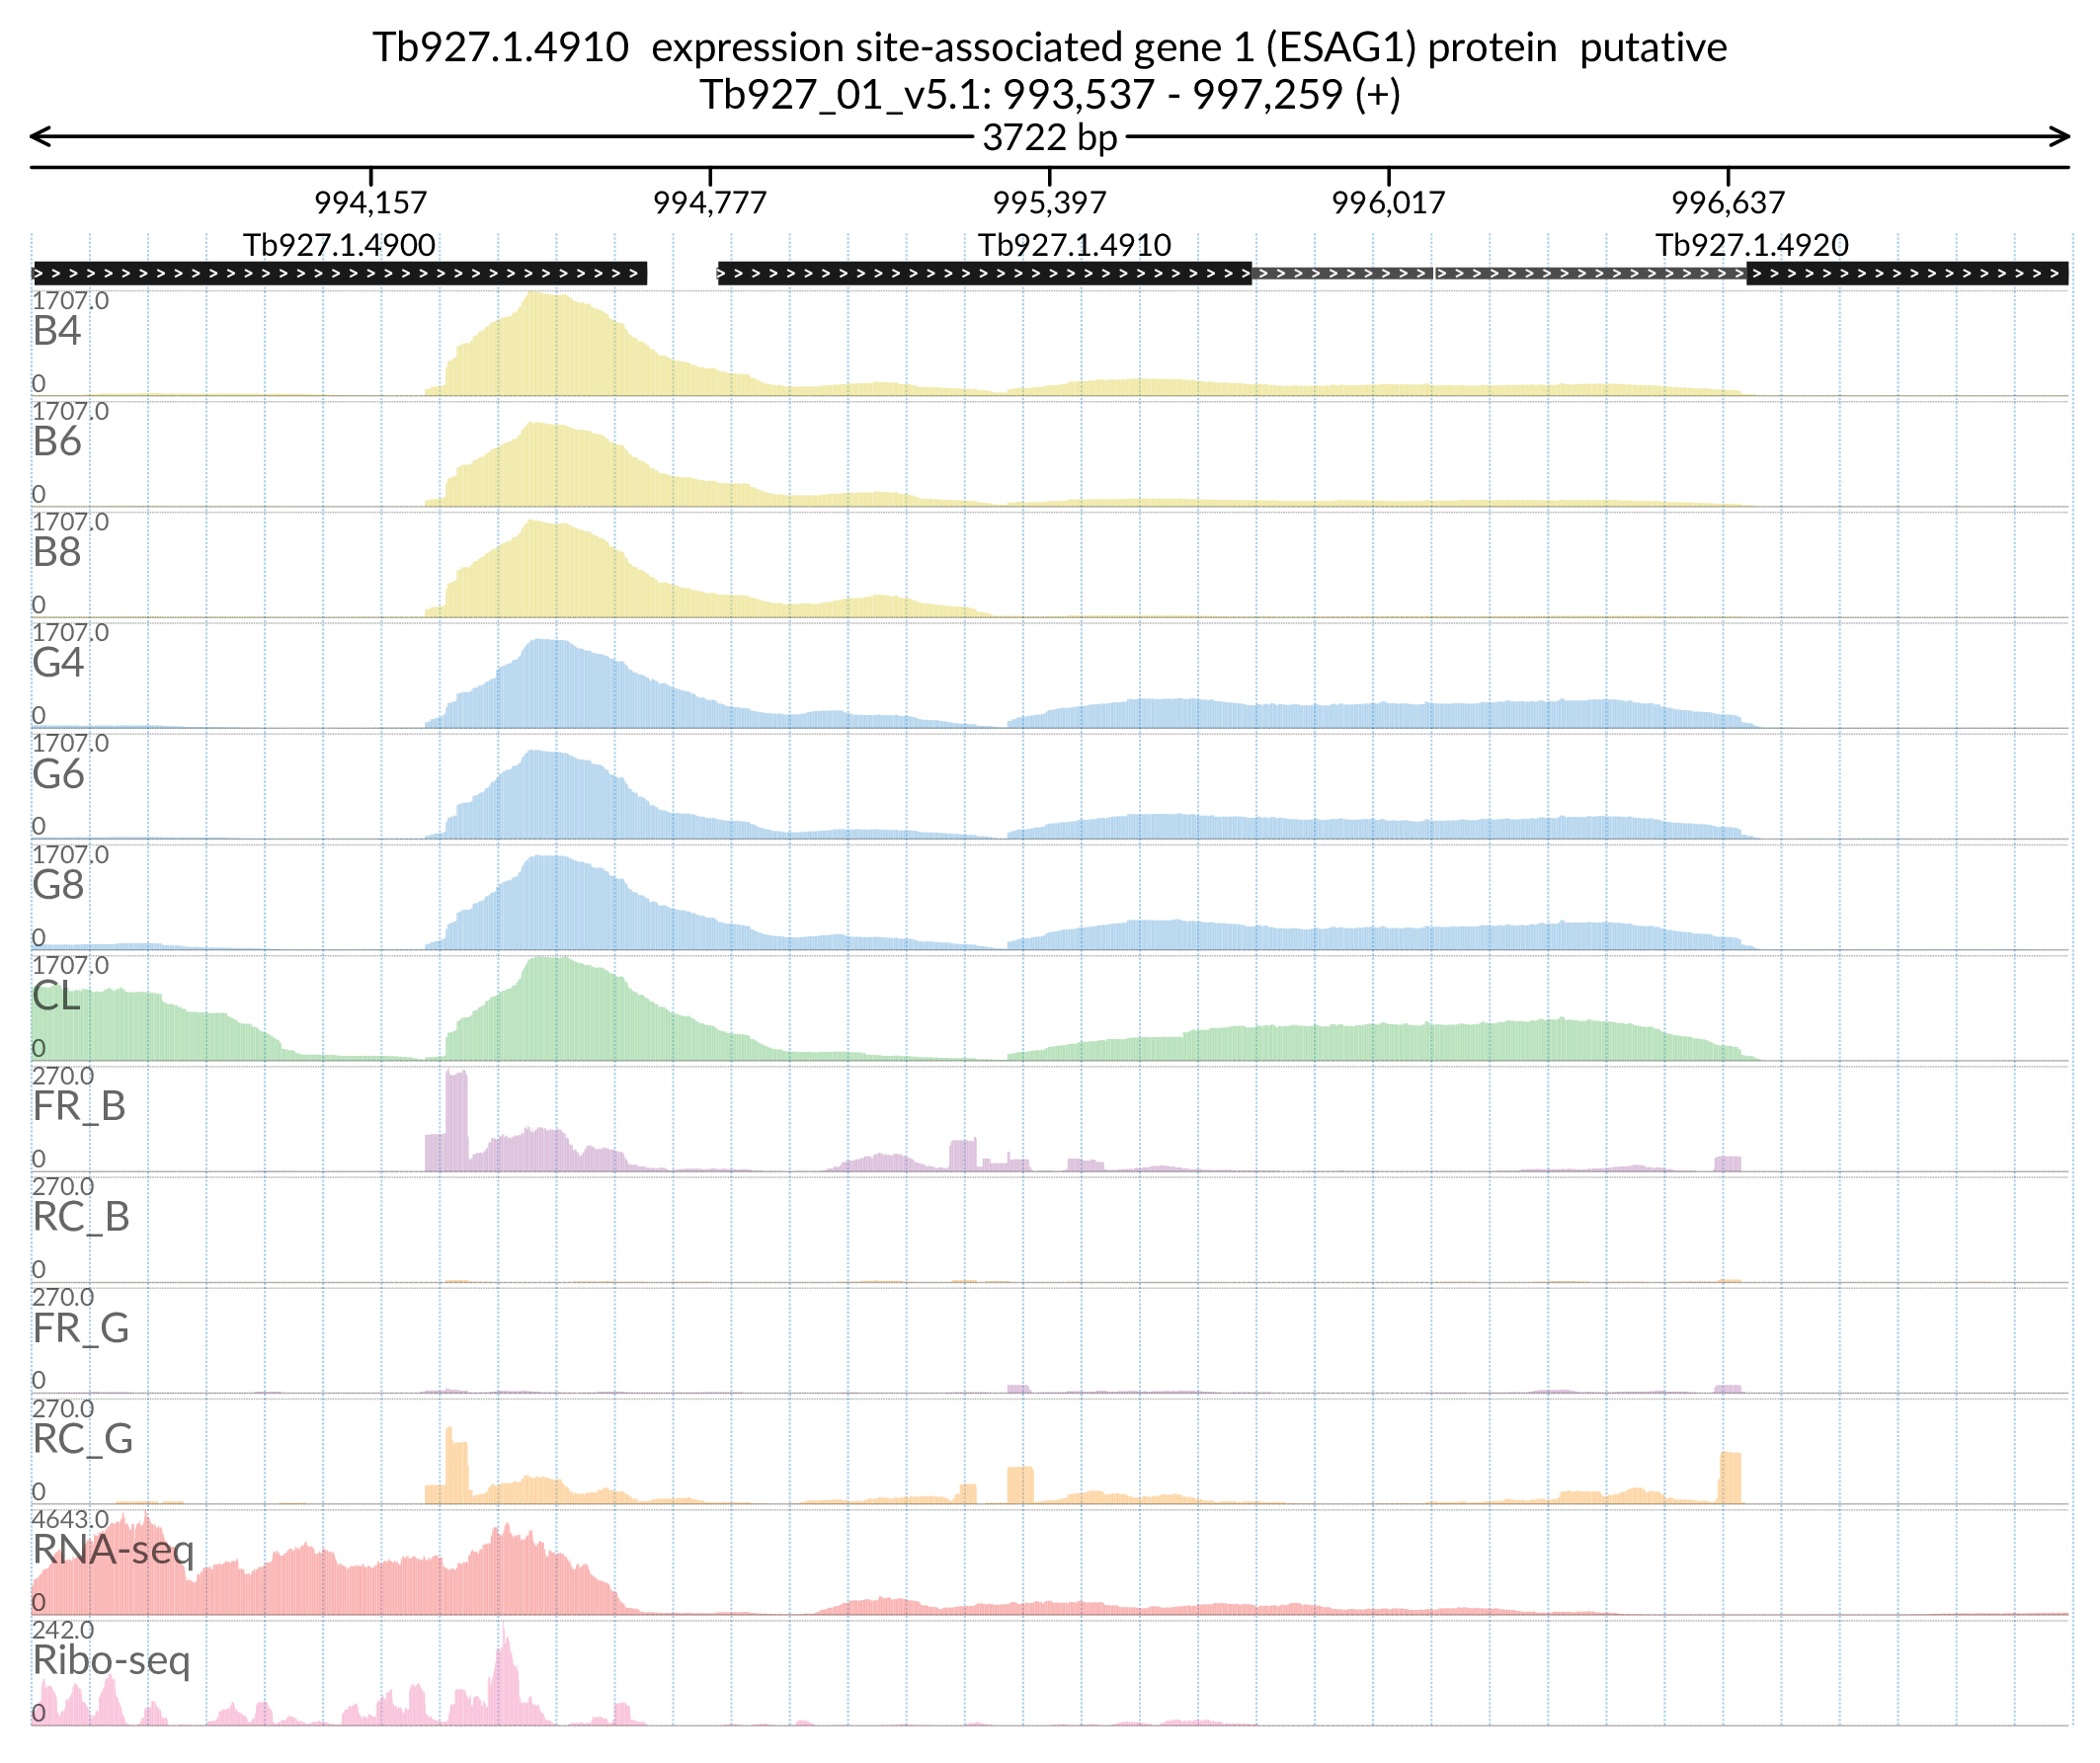 Tb927.1.4910  expression site-associated gene 1 (ESAG1) protein  putative
Tb927_01_v5.1: 993,537 - 997,259 (+)
3722 bp
994,157 994,777 995,397 996,017 996,637
Tb927.1.4900 Tb927.1.4910 Tb927.1.4920
1707.0
B4
0
1707.0
B6
0
1707.0
B8
0
1707.0
G4
0
1707.0
G6
0
1707.0
G8
0
1707.0
CL
0
270.0
FR_B
0
270.0
RC_B
0
270.0
FR_G
0
270.0
RC_G
0
4643.0
RNA-seq
0
242.0
Ribo-seq
0